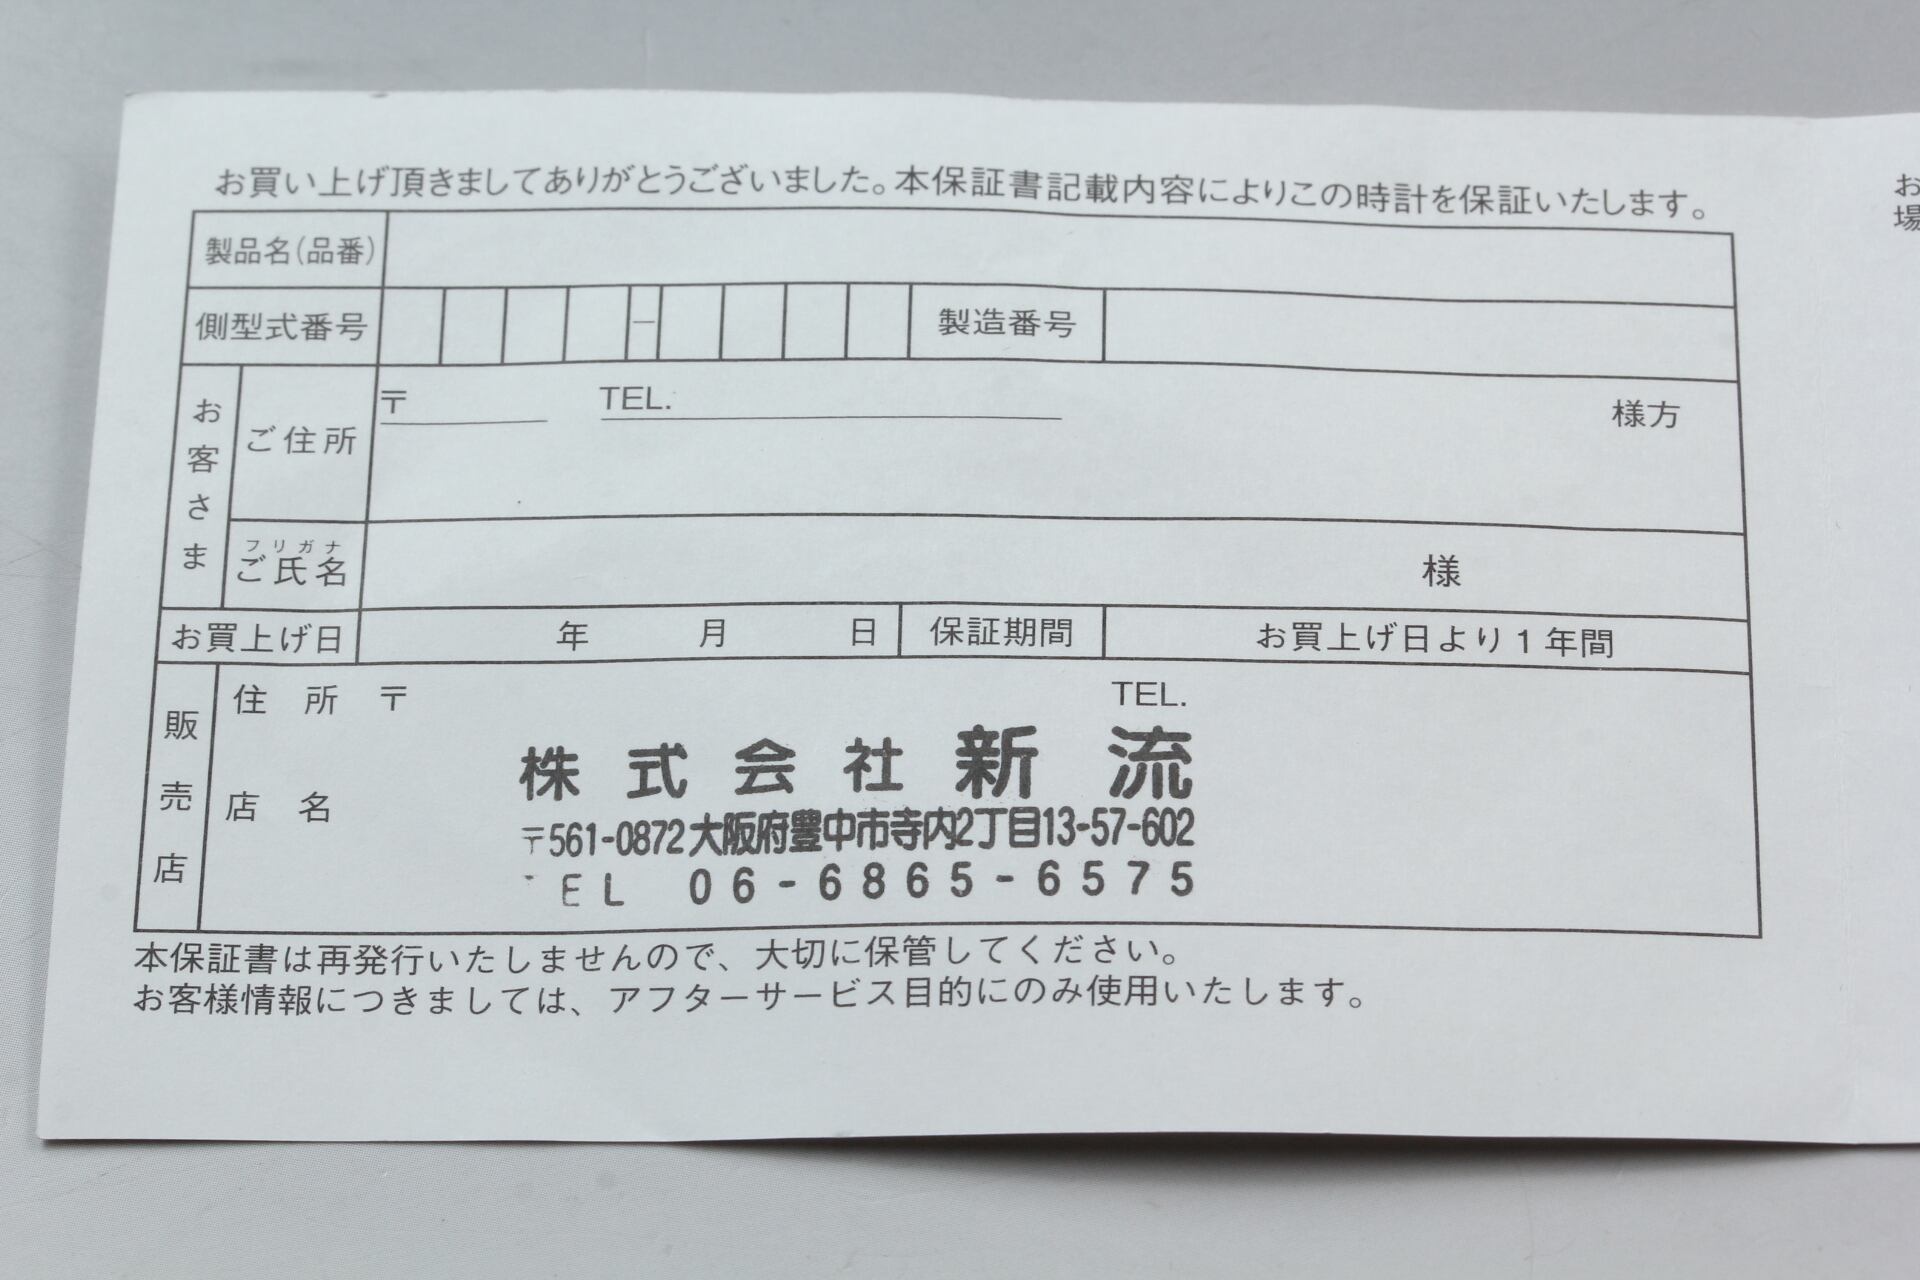 お買い上げ頂きましてありがとうございました。本保証書記載内容によりこの時計を保証いたします。
製品名(品番)
側型式番号 － 製造番号
お客さま
ご住所 〒 TEL. 様方
フリガナ
ご氏名 様
お買上げ日 年 月 日 保証期間 お買上げ日より1年間
販売店
住所 〒 TEL.
店名
株式会社新流
〒561-0872大阪府豊中市寺内2丁目13-57-602
TEL 06-6865-6575
本保証書は再発行いたしませんので、大切に保管してください。
お客様情報につきましては、アフターサービス目的にのみ使用いたします。
お
場